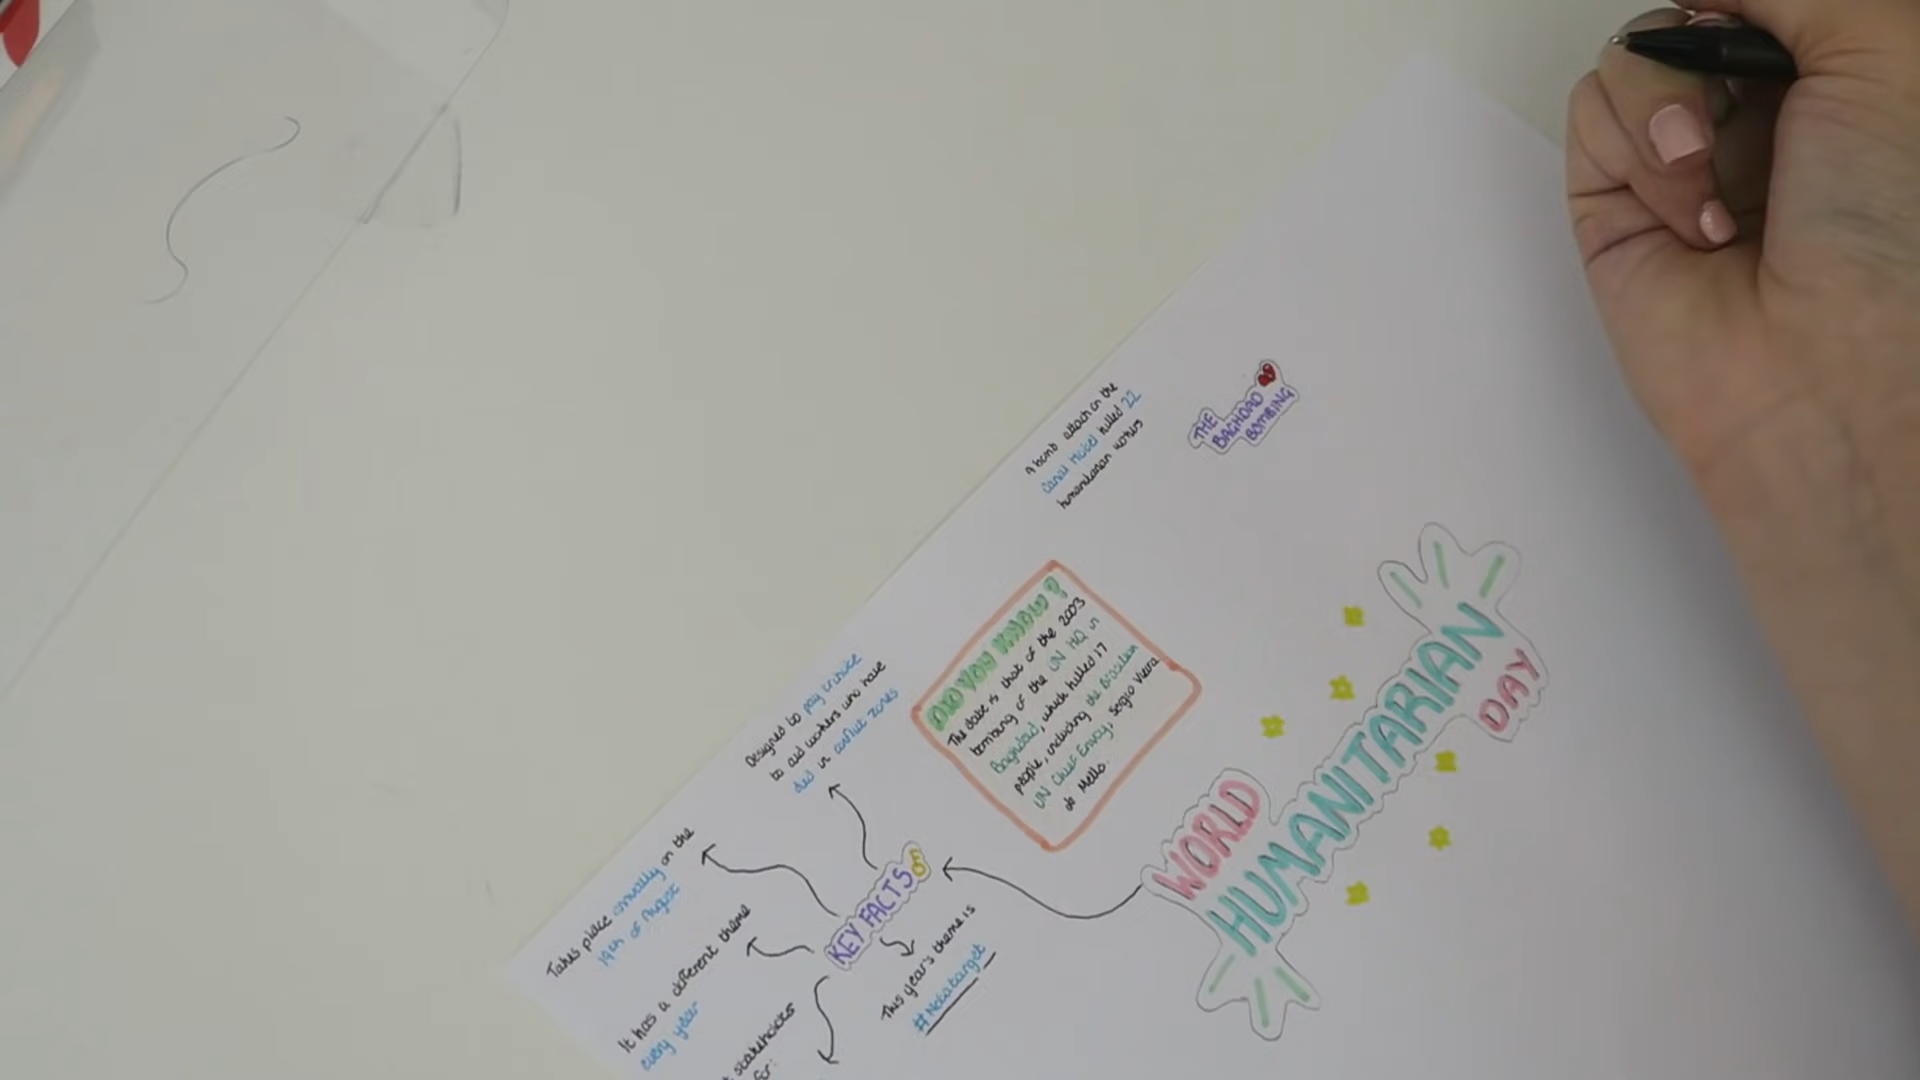 WORLD
HUMANITARIAN
DAY
KEY FACTS
Designed to pay critice
to aid workers who have
died in conflict zones
Takes place annually on the
19th of August
It has a different theme
every year
stakeholders
for:
This year's theme is
#Notatarget
DID YOU KNOW?
The date is that of the 2003
bombing of the UN HQ in
Baghdad, which killed 17
people, including the Brazilian
UN Chief Envoy, Sergio Vieira
de Mello.
THE
BAGHDAD
BOMBING
A bomb attack on the
Canal Hotel killed 22
humanitarian workers